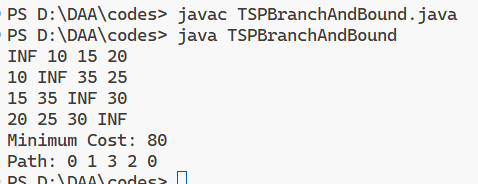 PS D:\DAA\codes> javac TSPBranchAndBound.java
PS D:\DAA\codes> java TSPBranchAndBound
INF 10 15 20
10 INF 35 25
15 35 INF 30
20 25 30 INF
Minimum Cost: 80
Path: 0 1 3 2 0
PS D:\DAA\codes>